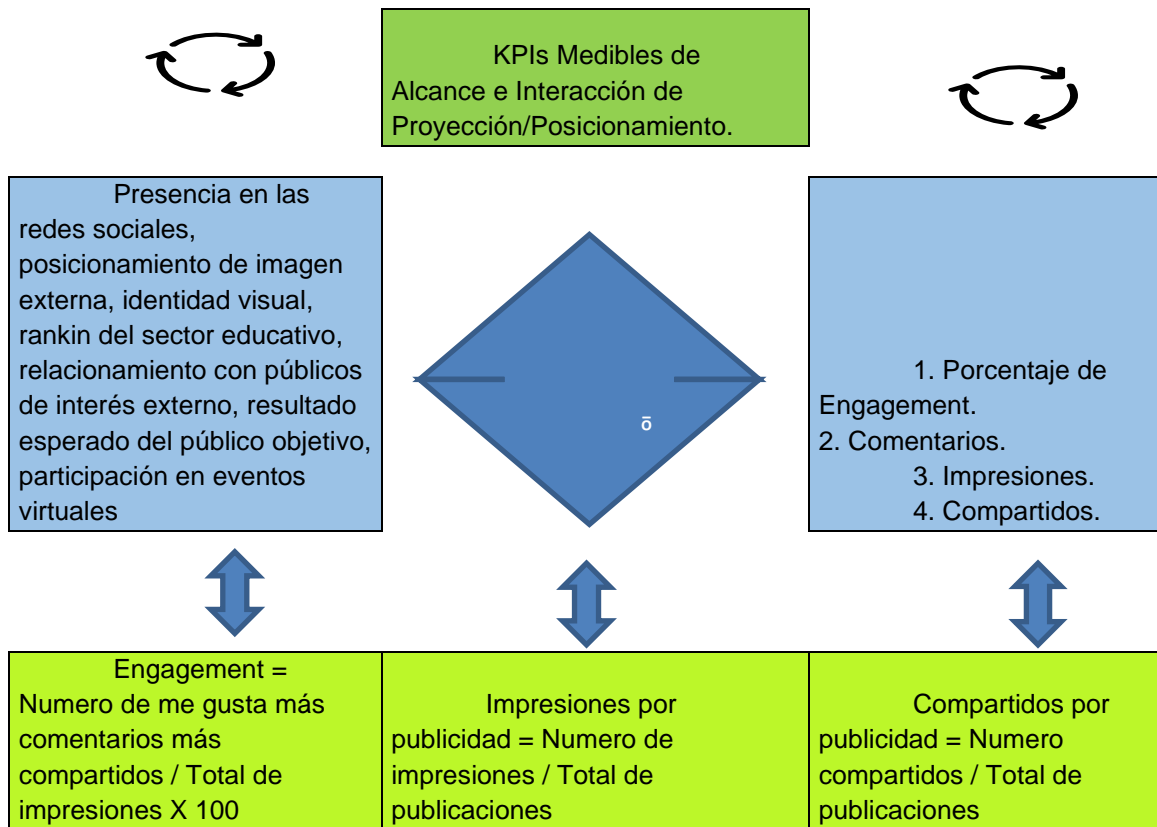 KPIs Medibles de
Alcance e Interacción de
Proyección/Posicionamiento.
Presencia en las
redes sociales,
posicionamiento de imagen
externa, identidad visual,
rankin del sector educativo,
relacionamiento con públicos
de interés externo, resultado
esperado del público objetivo,
participación en eventos
virtuales
ō
1. Porcentaje de
Engagement.
2. Comentarios.
3. Impresiones.
4. Compartidos.
Engagement =
Numero de me gusta más
comentarios más
compartidos / Total de
impresiones X 100
Impresiones por
publicidad = Numero de
impresiones / Total de
publicaciones
Compartidos por
publicidad = Numero
compartidos / Total de
publicaciones